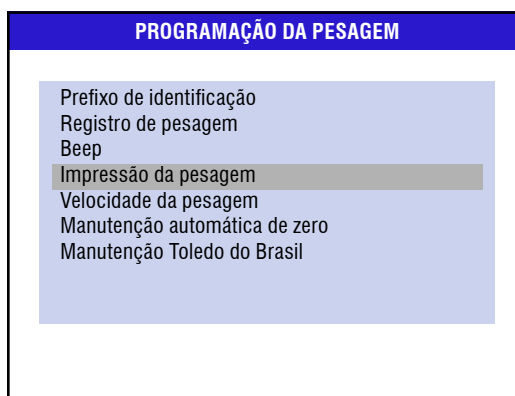 PROGRAMAÇÃO DA PESAGEM
Prefixo de identificação
Registro de pesagem
Beep
Impressão da pesagem
Velocidade da pesagem
Manutenção automática de zero
Manutenção Toledo do Brasil